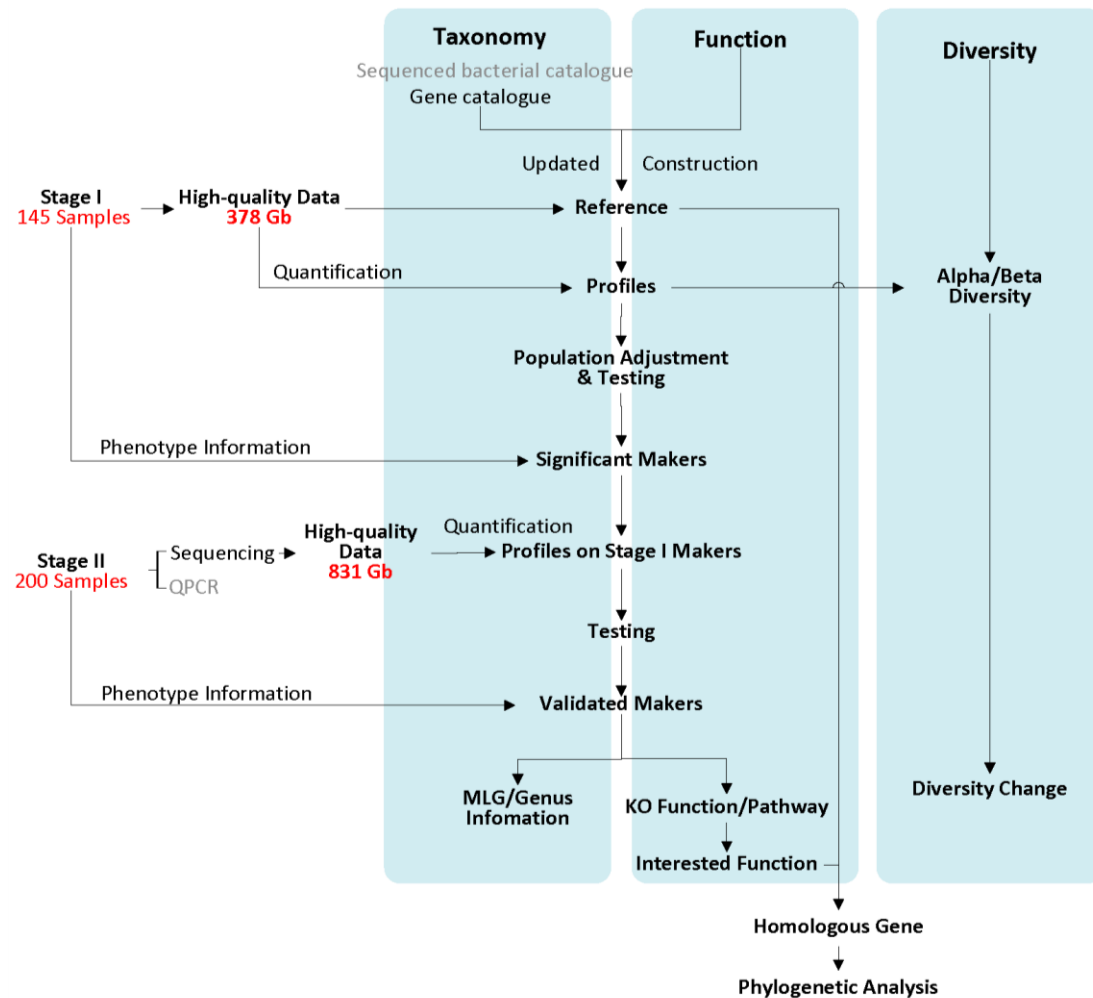 Taxonomy
Function
Diversity
Sequenced bacterial catalogue
Gene catalogue
Updated
Construction
Stage I
145 Samples
High-quality Data
378 Gb
Reference
Quantification
Profiles
Alpha/Beta
Diversity
Population Adjustment
& Testing
Phenotype Information
Significant Makers
Stage II
200 Samples
Sequencing
QPCR
High-quality
Data
831 Gb
Quantification
Profiles on Stage I Makers
Testing
Phenotype Information
Validated Makers
MLG/Genus
Infomation
KO Function/Pathway
Diversity Change
Interested Function
Homologous Gene
Phylogenetic Analysis